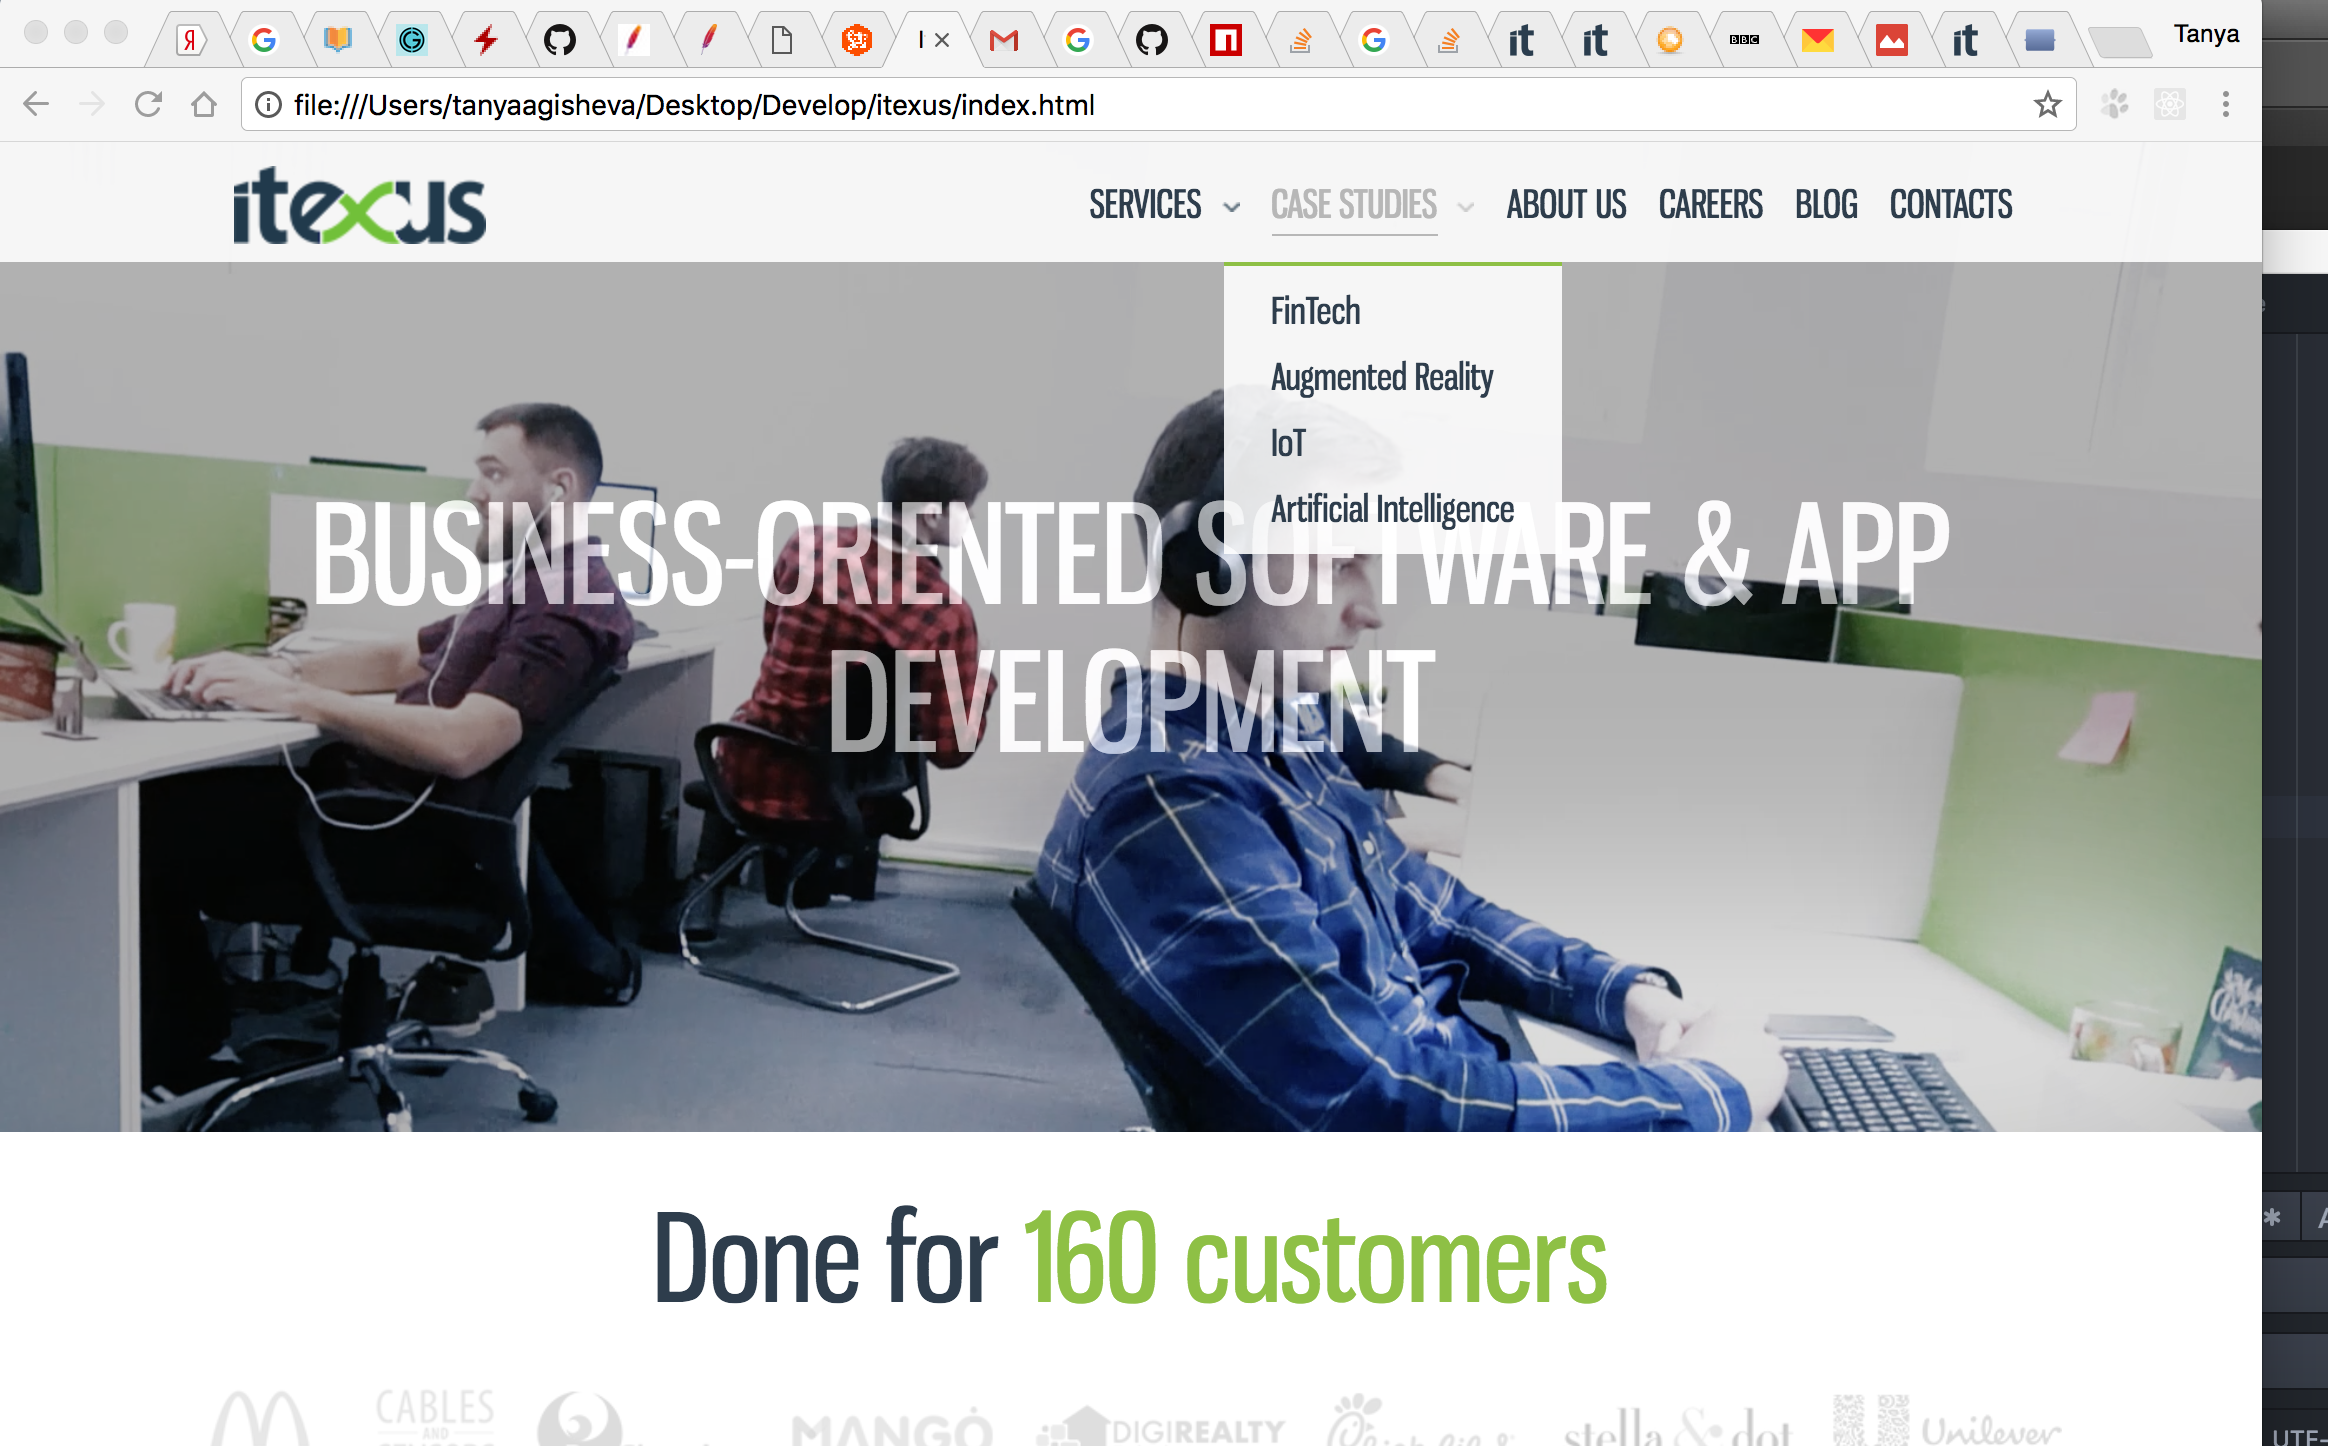 Tanya
file:///Users/tanyaagisheva/Desktop/Develop/itexus/index.html
itexus
SERVICES CASE STUDIES ABOUT US CAREERS BLOG CONTACTS
FinTech
Augmented Reality
IoT
Artificial Intelligence
BUSINESS-ORIENTED SOFTWARE & APP
DEVELOPMENT
Done for 160 customers
CABLES
AND
MANGO
DIGIREALTY
stella & dot
Unilever
UTF-